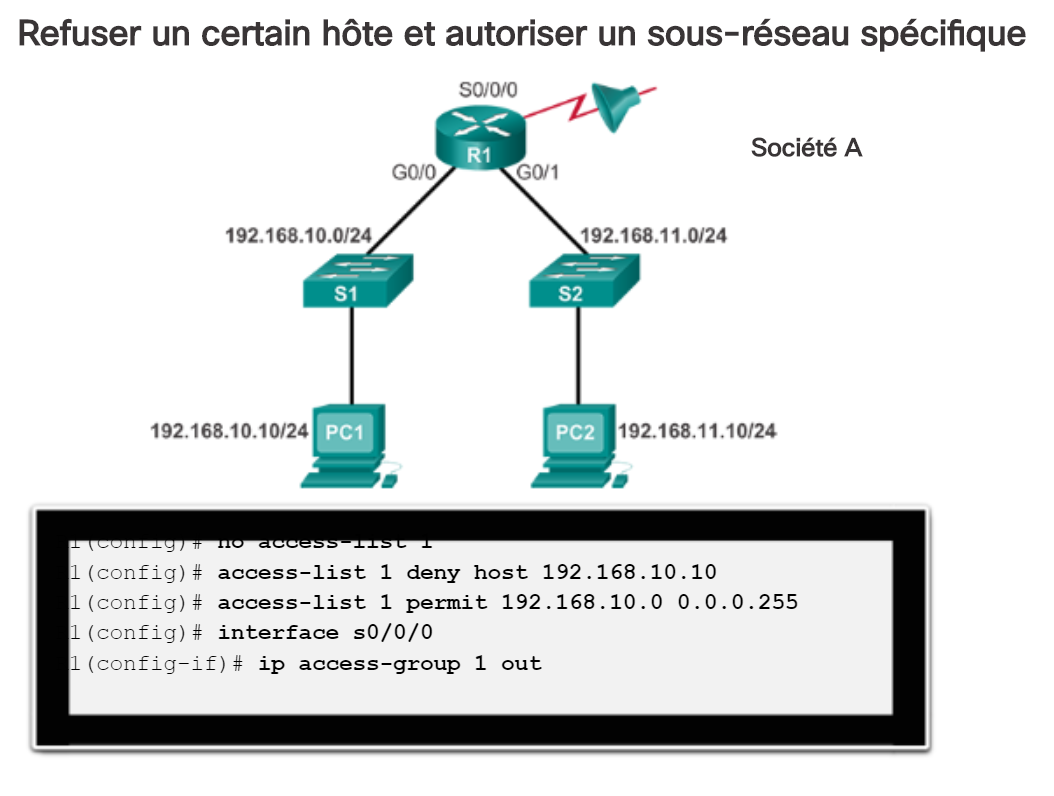 Refuser un certain hôte et autoriser un sous-réseau spécifique
S0/0/0
Société A
R1
G0/0
G0/1
192.168.10.0/24
192.168.11.0/24
S1
S2
192.168.10.10/24
PC1
PC2
192.168.11.10/24
1(config)# no access-list 1
1(config)# access-list 1 deny host 192.168.10.10
1(config)# access-list 1 permit 192.168.10.0 0.0.0.255
1(config)# interface s0/0/0
1(config-if)# ip access-group 1 out